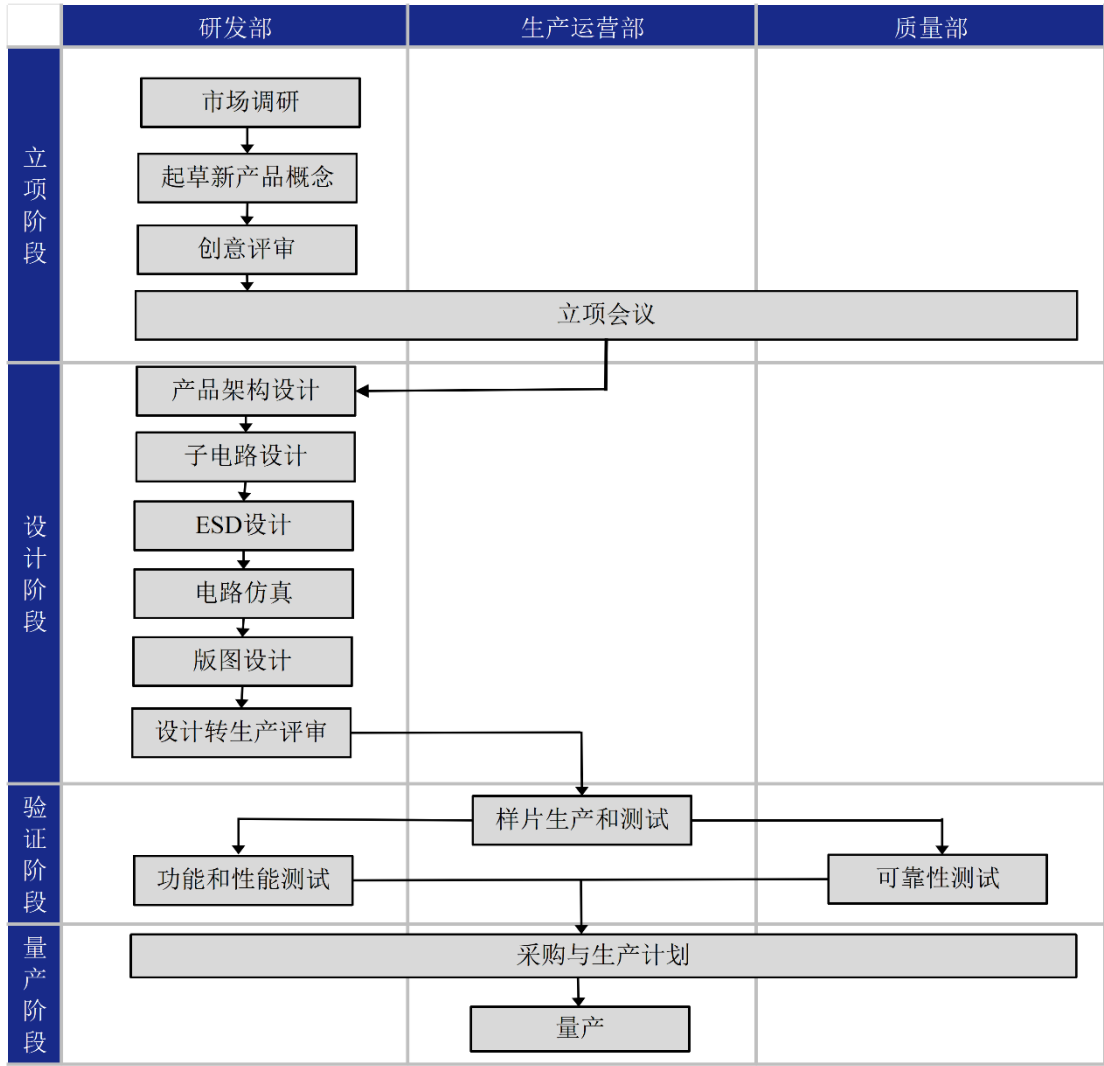 研发部
生产运营部
质量部
立项阶段
市场调研
起草新产品概念
创意评审
立项会议
设计阶段
产品架构设计
子电路设计
ESD设计
电路仿真
版图设计
设计转生产评审
验证阶段
样片生产和测试
功能和性能测试
可靠性测试
量产阶段
采购与生产计划
量产